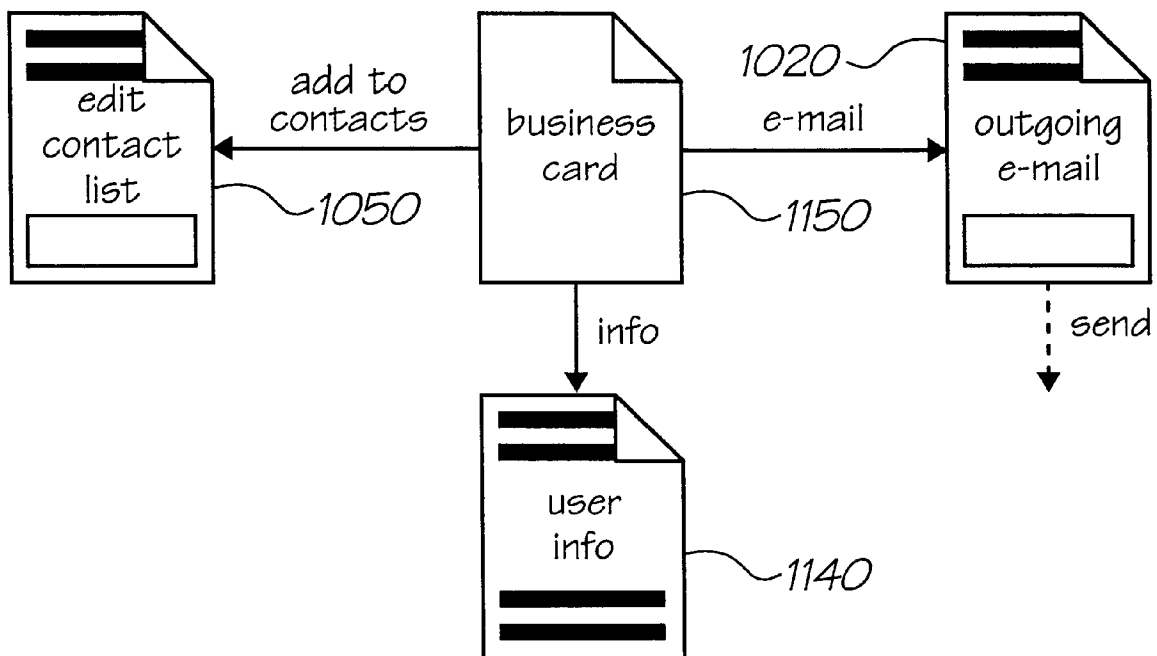 edit
contact
list
1050
add to
contacts
business
card
1150
1020
e-mail
outgoing
e-mail
send
info
user
info
1140